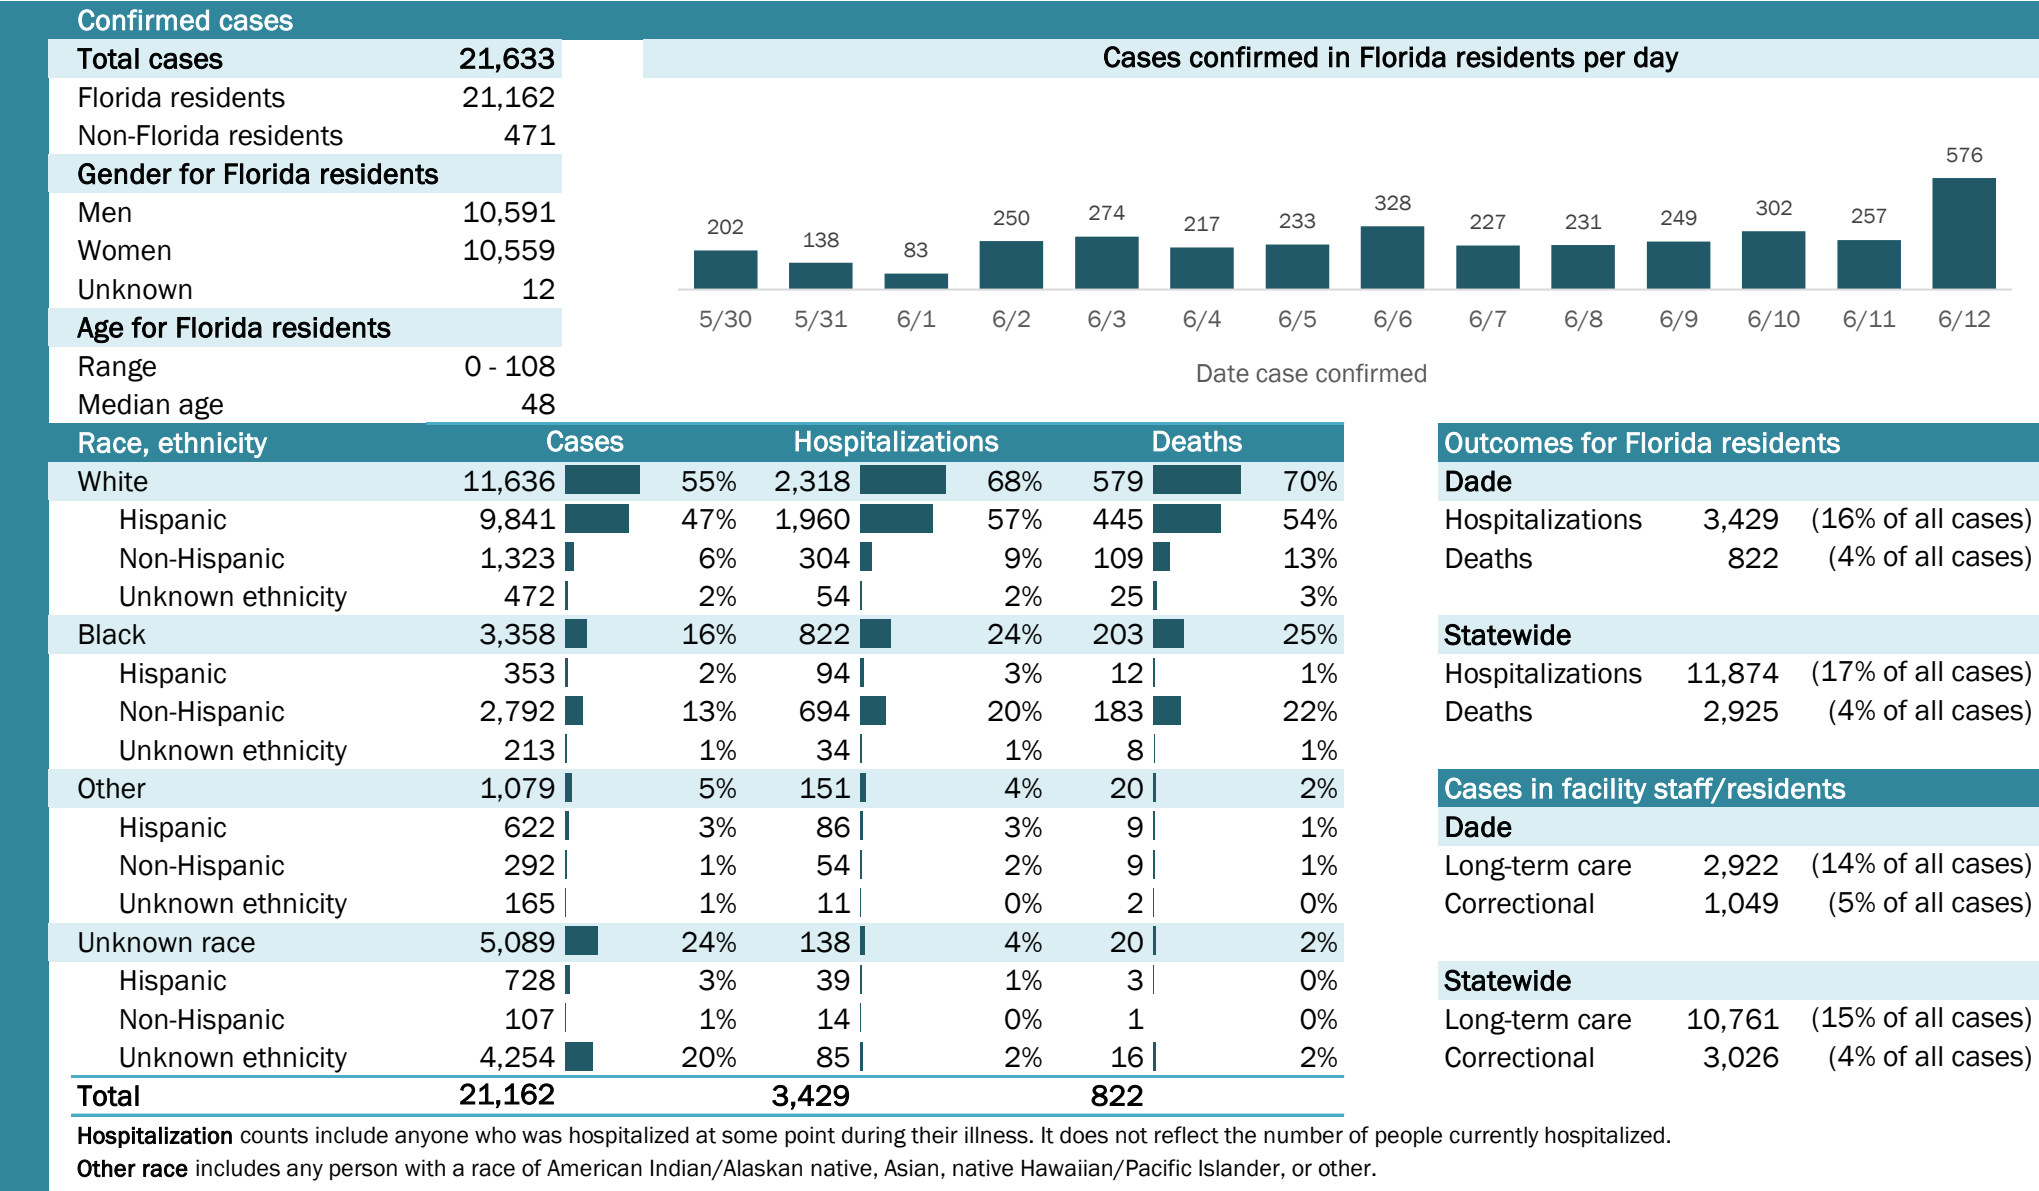 Confirmed cases
Total cases 21,633
Florida residents 21,162
Non-Florida residents 471
Gender for Florida residents
Men 10,591
Women 10,559
Unknown 12
Age for Florida residents
Range 0 - 108
Median age 48
Cases confirmed in Florida residents per day
202 138 83 250 274 217 233 328 227 231 249 302 257 576
5/30 5/31 6/1 6/2 6/3 6/4 6/5 6/6 6/7 6/8 6/9 6/10 6/11 6/12
Date case confirmed
Race, ethnicity Cases Hospitalizations Deaths
White 11,636 55% 2,318 68% 579 70%
Hispanic 9,841 47% 1,960 57% 445 54%
Non-Hispanic 1,323 6% 304 9% 109 13%
Unknown ethnicity 472 2% 54 2% 25 3%
Black 3,358 16% 822 24% 203 25%
Hispanic 353 2% 94 3% 12 1%
Non-Hispanic 2,792 13% 694 20% 183 22%
Unknown ethnicity 213 1% 34 1% 8 1%
Other 1,079 5% 151 4% 20 2%
Hispanic 622 3% 86 3% 9 1%
Non-Hispanic 292 1% 54 2% 9 1%
Unknown ethnicity 165 1% 11 0% 2 0%
Unknown race 5,089 24% 138 4% 20 2%
Hispanic 728 3% 39 1% 3 0%
Non-Hispanic 107 1% 14 0% 1 0%
Unknown ethnicity 4,254 20% 85 2% 16 2%
Total 21,162 3,429 822
Outcomes for Florida residents
Dade
Hospitalizations 3,429 (16% of all cases)
Deaths 822 (4% of all cases)
Statewide
Hospitalizations 11,874 (17% of all cases)
Deaths 2,925 (4% of all cases)
Cases in facility staff/residents
Dade
Long-term care 2,922 (14% of all cases)
Correctional 1,049 (5% of all cases)
Statewide
Long-term care 10,761 (15% of all cases)
Correctional 3,026 (4% of all cases)
Hospitalization counts include anyone who was hospitalized at some point during their illness. It does not reflect the number of people currently hospitalized.
Other race includes any person with a race of American Indian/Alaskan native, Asian, native Hawaiian/Pacific Islander, or other.